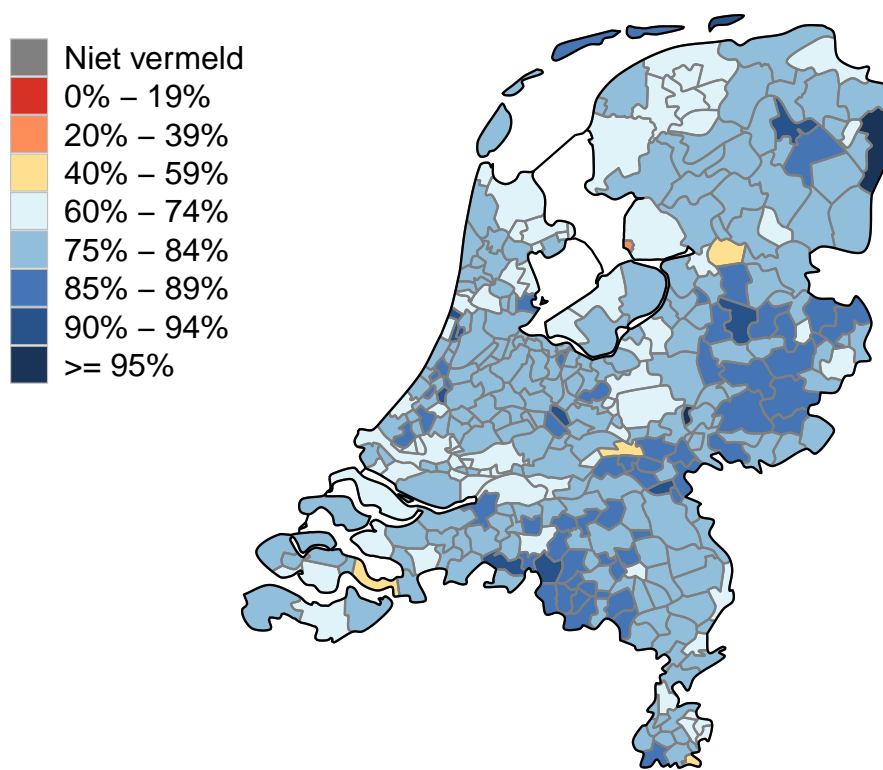 Niet vermeld
0% – 19%
20% – 39%
40% – 59%
60% – 74%
75% – 84%
85% – 89%
90% – 94%
>= 95%